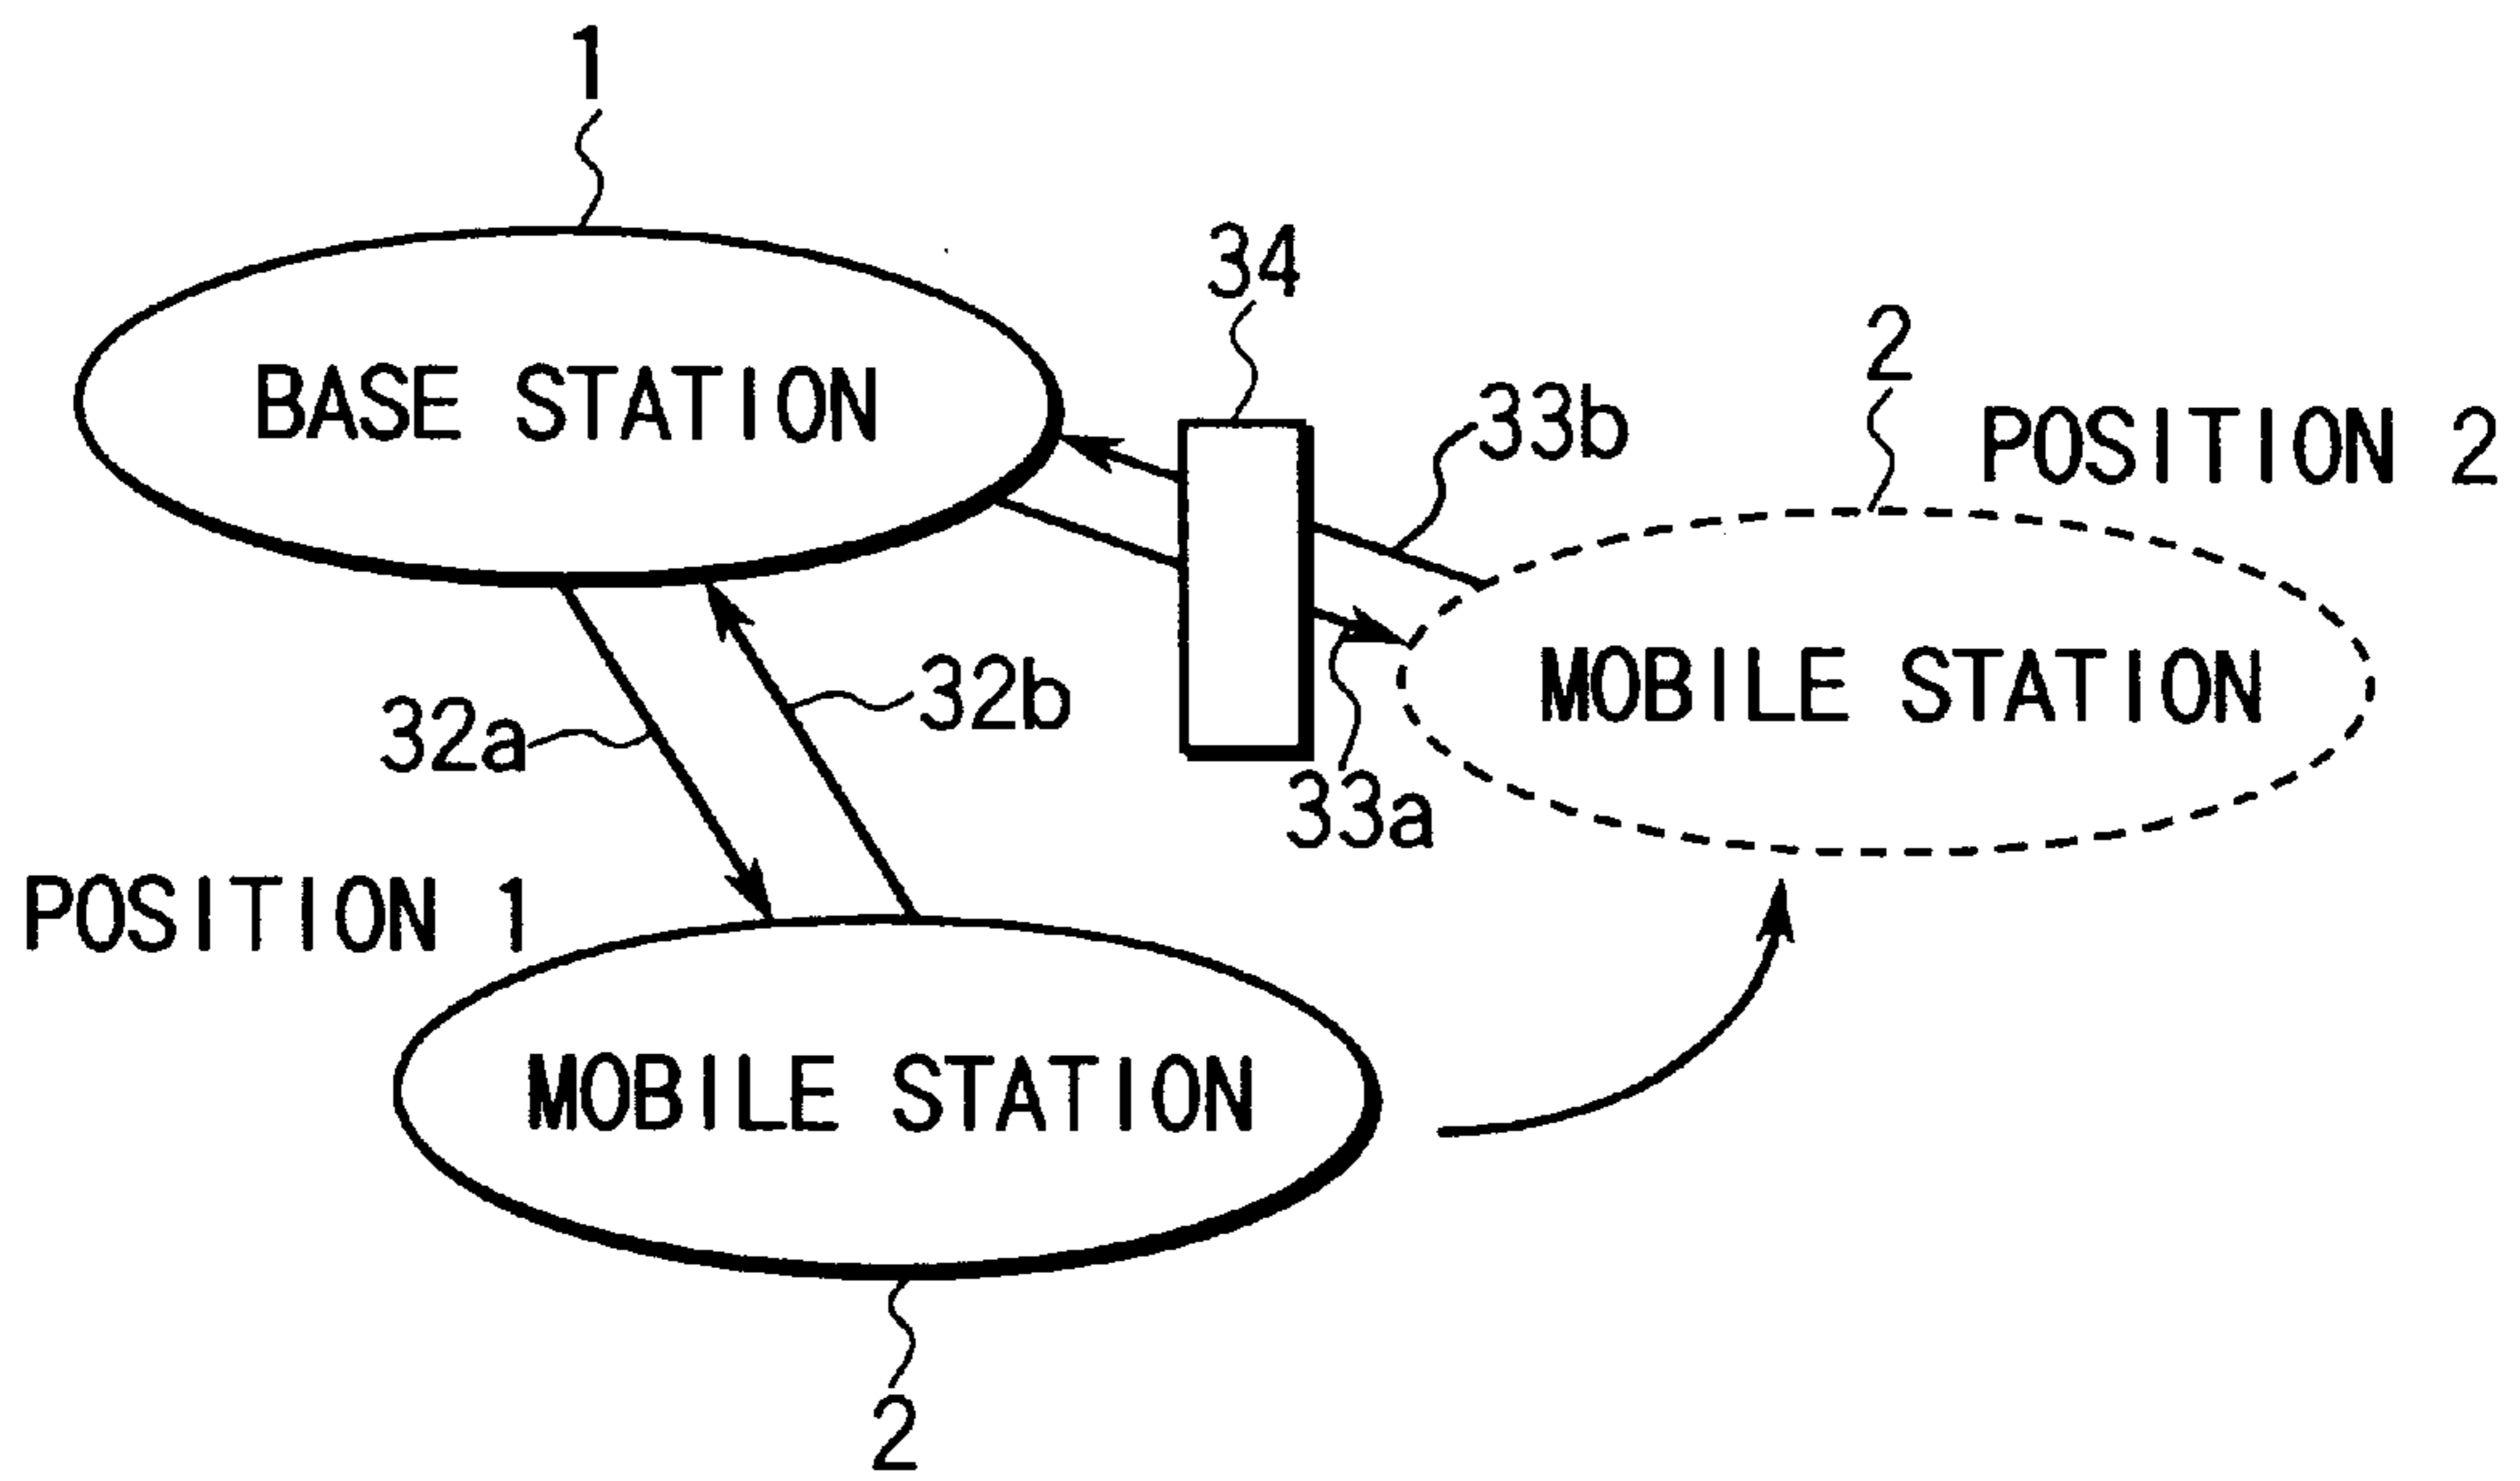 1
34
2
BASE STATION
33b
POSITION 2
MOBILE STATION
32b
32a
33a
POSITION 1
MOBILE STATION
2